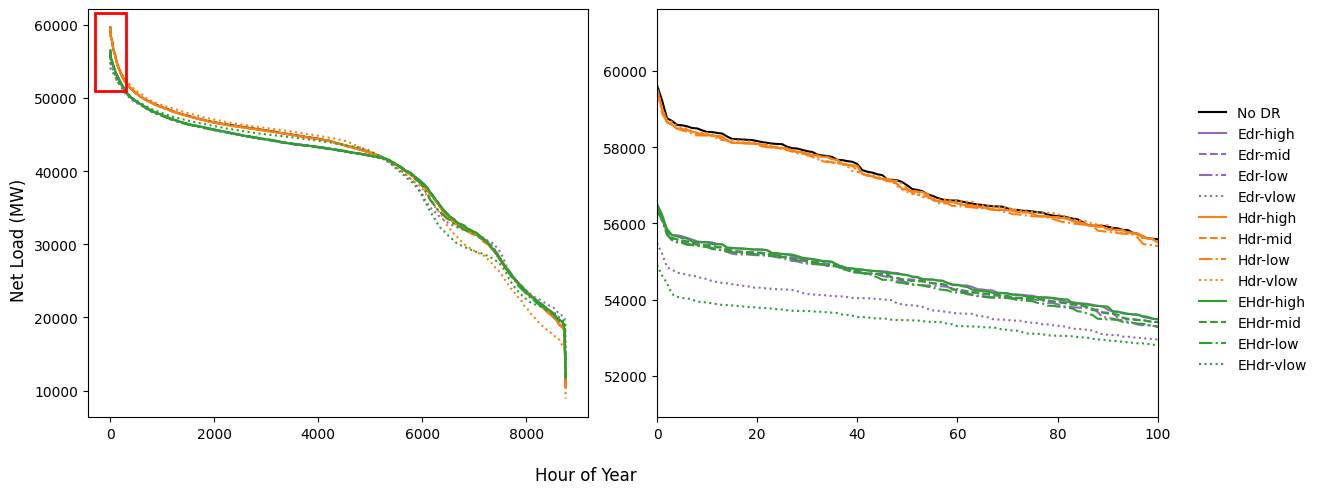 60000
50000
40000
30000
20000
10000
0
2000
4000
6000
8000
Net Load (MW)
60000
58000
56000
54000
52000
0
20
40
60
80
100
Hour of Year
No DR
Edr-high
Edr-mid
Edr-low
Edr-vlow
Hdr-high
Hdr-mid
Hdr-low
Hdr-vlow
EHdr-high
EHdr-mid
EHdr-low
EHdr-vlow